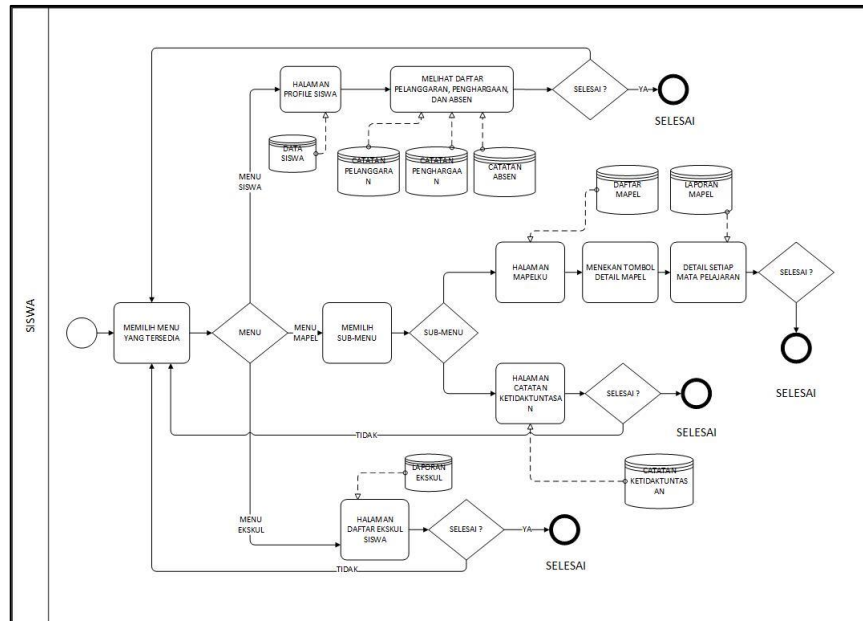 SISWA
MEMILIH MENU
YANG TERSEDIA
MENU
MENU
SISWA
HALAMAN
PROFILE SISWA
DATA
SISWA
MELIHAT DAFTAR
PELANGGARAN, PENGHARGAAN,
DAN ABSEN
CATATAN
PELANGGARA
N
CATATAN
PENGHARGAA
N
CATATAN
ABSEN
SELESAI ?
YA
SELESAI
MENU
MAPEL
MEMILIH
SUB-MENU
SUB-MENU
DAFTAR
MAPEL
LAPORAN
MAPEL
HALAMAN
MAPELKU
MENEKAN TOMBOL
DETAIL MAPEL
DETAIL SETIAP
MATA PELAJARAN
SELESAI ?
SELESAI
HALAMAN
CATATAN
KETIDAKTUNTASA
N
SELESAI ?
SELESAI
TIDAK
CATATAN
KETIDAKTUNTAS
AN
MENU
EKSKUL
LAPORAN
EKSKUL
HALAMAN
DAFTAR EKSKUL
SISWA
SELESAI ?
YA
SELESAI
TIDAK